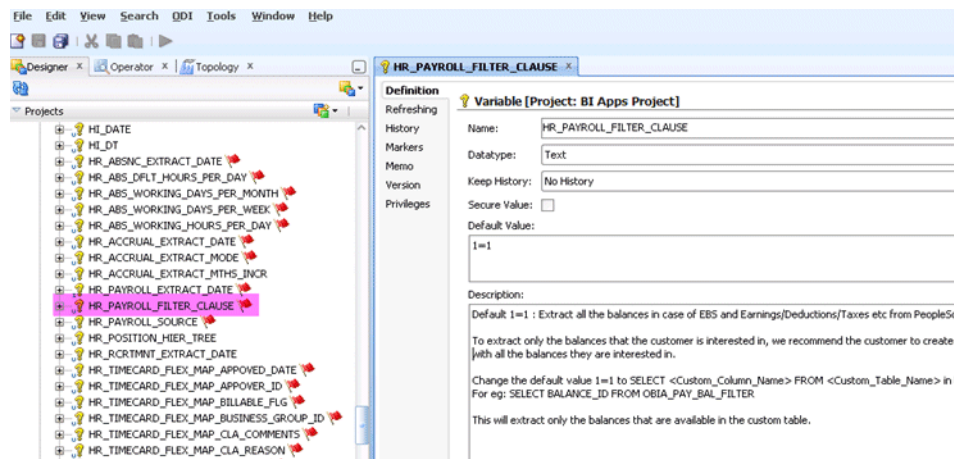 File Edit View Search ODI Tools Window Help
Designer Operator Topology
Projects
HI_DATE
HI_DT
HR_ABSNC_EXTRACT_DATE
HR_ABS_DFLT_HOURS_PER_DAY
HR_ABS_WORKING_DAYS_PER_MONTH
HR_ABS_WORKING_DAYS_PER_WEEK
HR_ABS_WORKING_HOURS_PER_DAY
HR_ACCRUAL_EXTRACT_DATE
HR_ACCRUAL_EXTRACT_MODE
HR_ACCRUAL_EXTRACT_MTHS_INCR
HR_PAYROLL_EXTRACT_DATE
HR_PAYROLL_FILTER_CLAUSE
HR_PAYROLL_SOURCE
HR_POSITION_HIER_TREE
HR_RCRTMNT_EXTRACT_DATE
HR_TIMECARD_FLEX_MAP_APPOVED_DATE
HR_TIMECARD_FLEX_MAP_APPOVER_ID
HR_TIMECARD_FLEX_MAP_BILLABLE_FLG
HR_TIMECARD_FLEX_MAP_BUSINESS_GROUP_ID
HR_TIMECARD_FLEX_MAP_CLA_COMMENTS
HR_TIMECARD_FLEX_MAP_CLA_REASON
HR_PAYROLL_FILTER_CLAUSE
Definition
Refreshing
History
Markers
Memo
Version
Privileges
Variable [Project: BI Apps Project]
Name: HR_PAYROLL_FILTER_CLAUSE
Datatype: Text
Keep History: No History
Secure Value:
Default Value:
1=1
Description:
Default 1=1 : Extract all the balances in case of EBS and Earnings/Deductions/Taxes etc from PeopleSo
To extract only the balances that the customer is interested in, we recommend the customer to create
with all the balances they are interested in.
Change the default value 1=1 to SELECT <Custom_Column_Name> FROM <Custom_Table_Name> in
For eg: SELECT BALANCE_ID FROM OBIA_PAY_BAL_FILTER
This will extract only the balances that are available in the custom table.